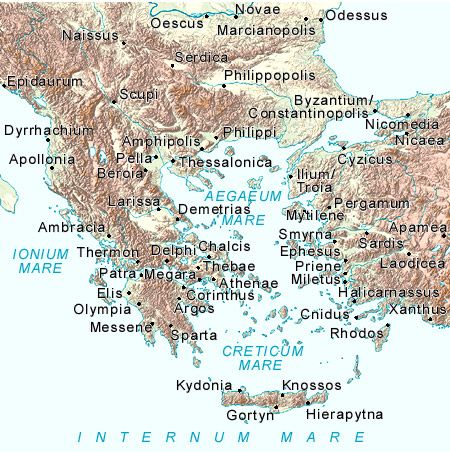 Novae
Oescus
Odessus
Marcianopolis
Naissus
Serdica
Epidaurum
Scupi
Philippopolis
Byzantium/
Constantinopolis
Nicomedia
Nicaea
Dyrrhachium
Amphipolis
Philippi
Apollonia
Pella
Thessalonica
Cyzicus
Beroia
Ilium/
Troia
Larissa
AEGAEUM
MARE
Demetrias
Pergamum
Mytilene
Ambracia
Smyrna
Apamea
IONIUM
MARE
Thermon
Delphi
Chalcis
Ephesus
Sardis
Laodicea
Thebae
Patra
Megara
Priene
Athenae
Miletus
Elis
Corinthus
Halicarnassus
Olympia
Argos
Cnidus
Xanthus
Messene
Sparta
Rhodos
CRETICUM
MARE
Kydonia
Knossos
Gortyn
Hierapytna
INTERNUM MARE